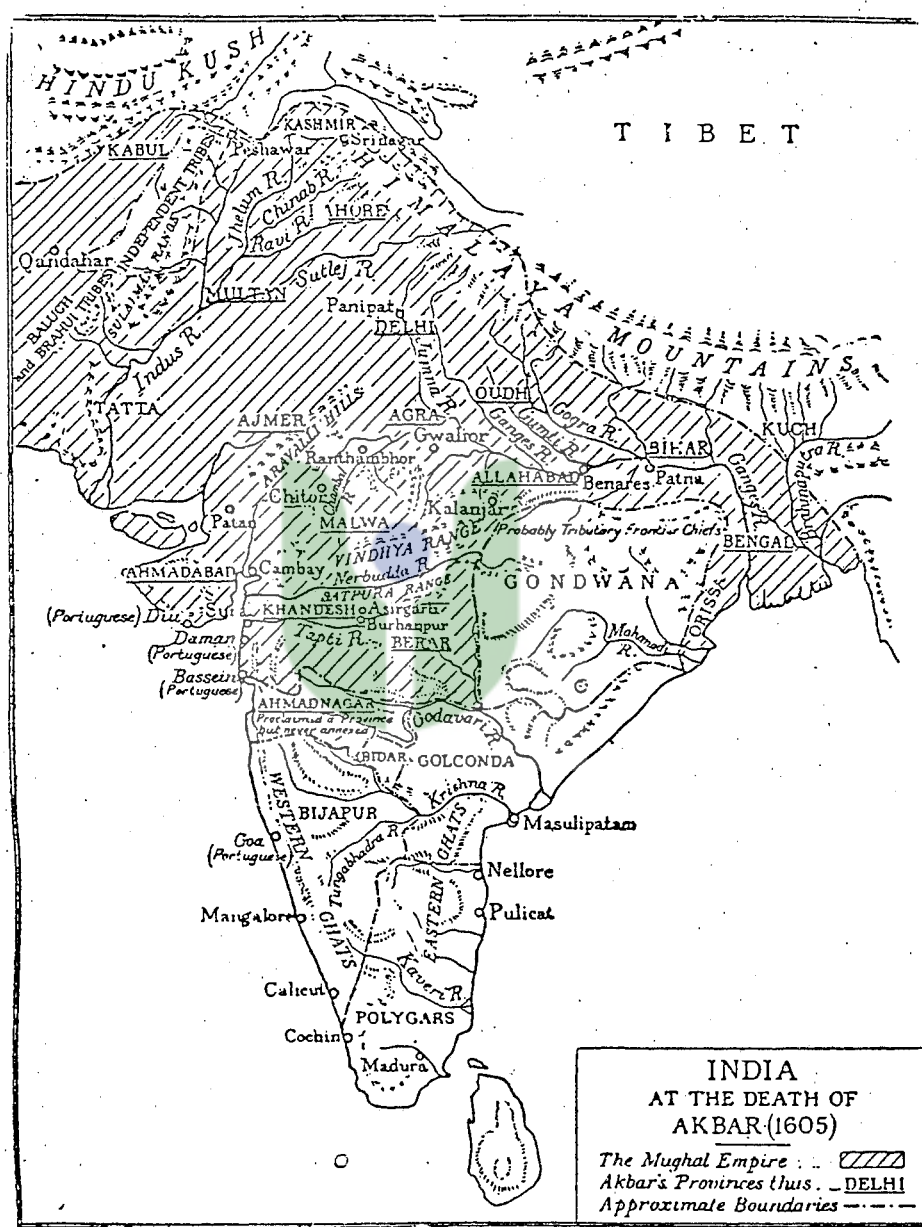 HINDU KUSH
TIBET
KASHMIR
Srinagar
KABUL
Peshawar
INDEPENDENT TRIBES
Jhelum R.
Chinab R.
Ravi R.
LAHORE
HIMALAYA MOUNTAINS
Qandahar
SULAIMAN RANGE
BALUCH
and BRAHUI TRIBES
MULTAN
Sutlej R.
Panipat
DELHI
Indus R.
Jumna R.
TATTA
OUDH
Gogra R.
Gumti R.
Ganges R.
AJMER
ARAVALLI HILLS
AGRA
Gwalior
Ranthambhor
BIHAR
KUCH
Ganges R.
ALLAHABAD
Benares
Patna
Chitor
Kalanjar
Patan
MALWA
Probably Tributary Frontier Chiefs
BENGAL
VINDHYA RANGE
AHMADABAD
Cambay
Nerbudda R.
GONDWANA
SATPURA RANGE
ORISSA
(Portuguese) Diu
KHANDESH
Asirgarh
Burhanpur
Daman
(Portuguese)
Tapti R.
BERAR
Bassein
(Portuguese)
AHMADNAGAR
Proclaimed a Province
but never annexed
Godavari R.
BIDAR
GOLCONDA
WESTERN GHATS
BIJAPUR
Krishna R.
Masulipatam
Goa
(Portuguese)
Tungabhadra R.
EASTERN GHATS
Nellore
Mangalore
Pulicat
Kaveri R.
Calicut
POLYGARS
Cochin
Madura
INDIA
AT THE DEATH OF
AKBAR (1605)
The Mughal Empire
Akbar's Provinces thus DELHI
Approximate Boundaries